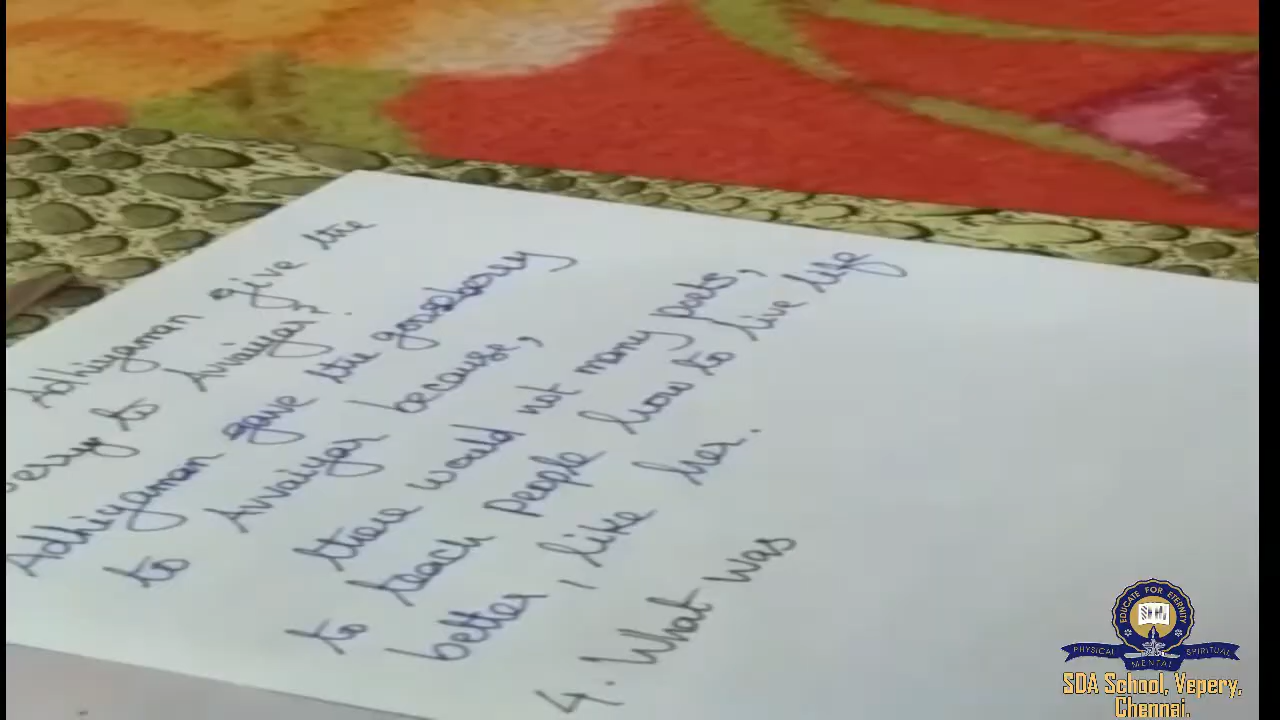 Adhiyaman give the
verry to Avvaiyar?
Adhiyaman gave the goosebery
to Avvaiyar because,
there would not many poets,
to teach people how to live life
better, like her.
4. What was
EDUCATE FOR ETERNITY
PHYSICAL MENTAL SPIRITUAL
SDA School, Vepery,
Chennai.